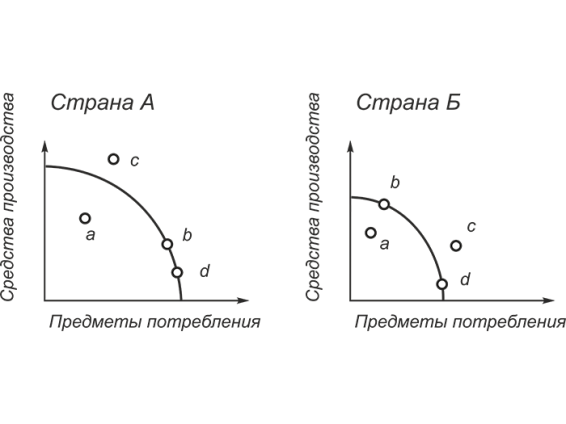 Страна А
Средства производства
c
a
b
d
Предметы потребления
Страна Б
Средства производства
b
a
c
d
Предметы потребления